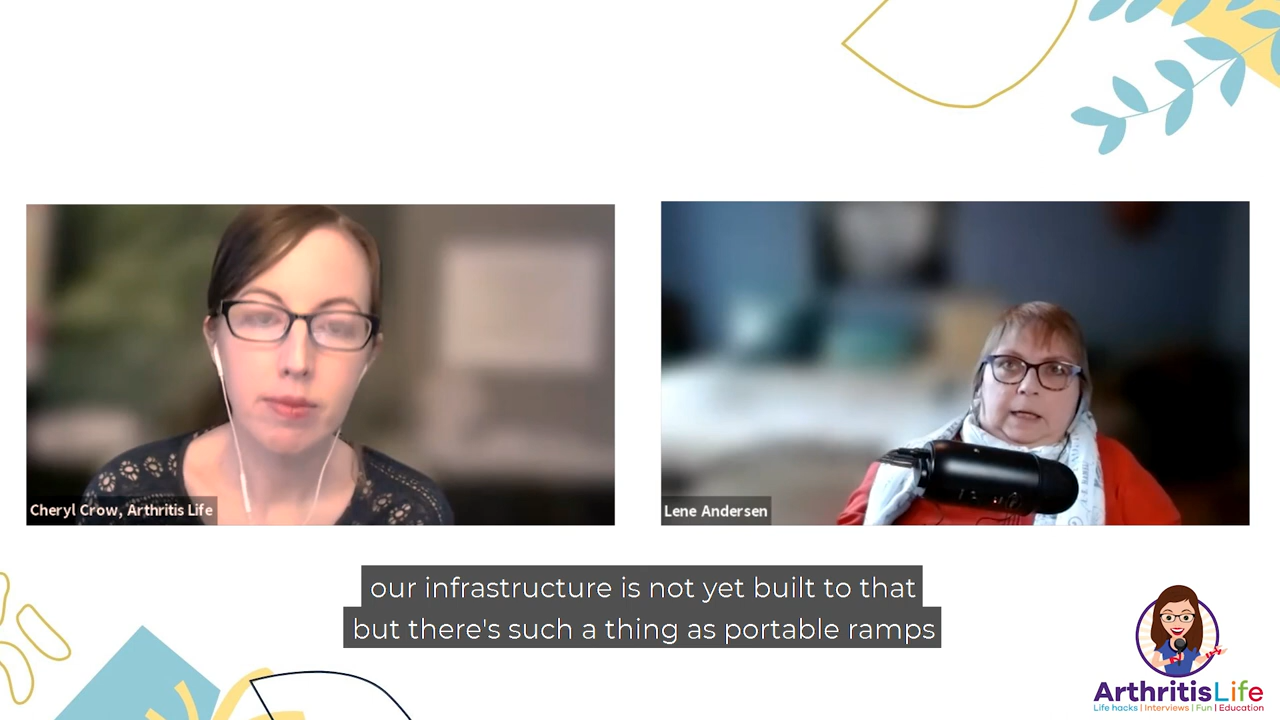 Cheryl Crow, Arthritis Life
Lene Andersen
our infrastructure is not yet built to that
but there's such a thing as portable ramps
ArthritisLife
Life hacks | Interviews | Fun | Education